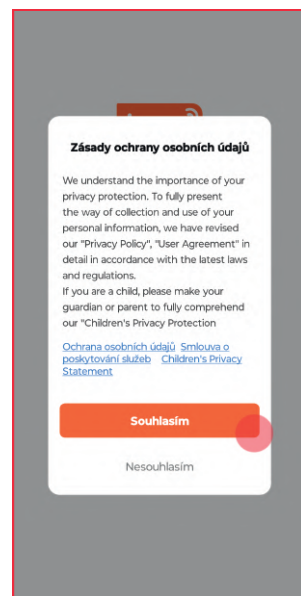 Zásady ochrany osobních údajů
We understand the importance of your
privacy protection. To fully present
the way of collection and use of your
personal information, we have revised
our "Privacy Policy", "User Agreement" in
detail in accordance with the latest laws
and regulations.
If you are a child, please make your
guardian or parent to fully comprehend
our "Children's Privacy Protection
Ochrana osobních údajů Smlouva o
poskytování služeb Children's Privacy
Statement
Souhlasím
Nesouhlasím